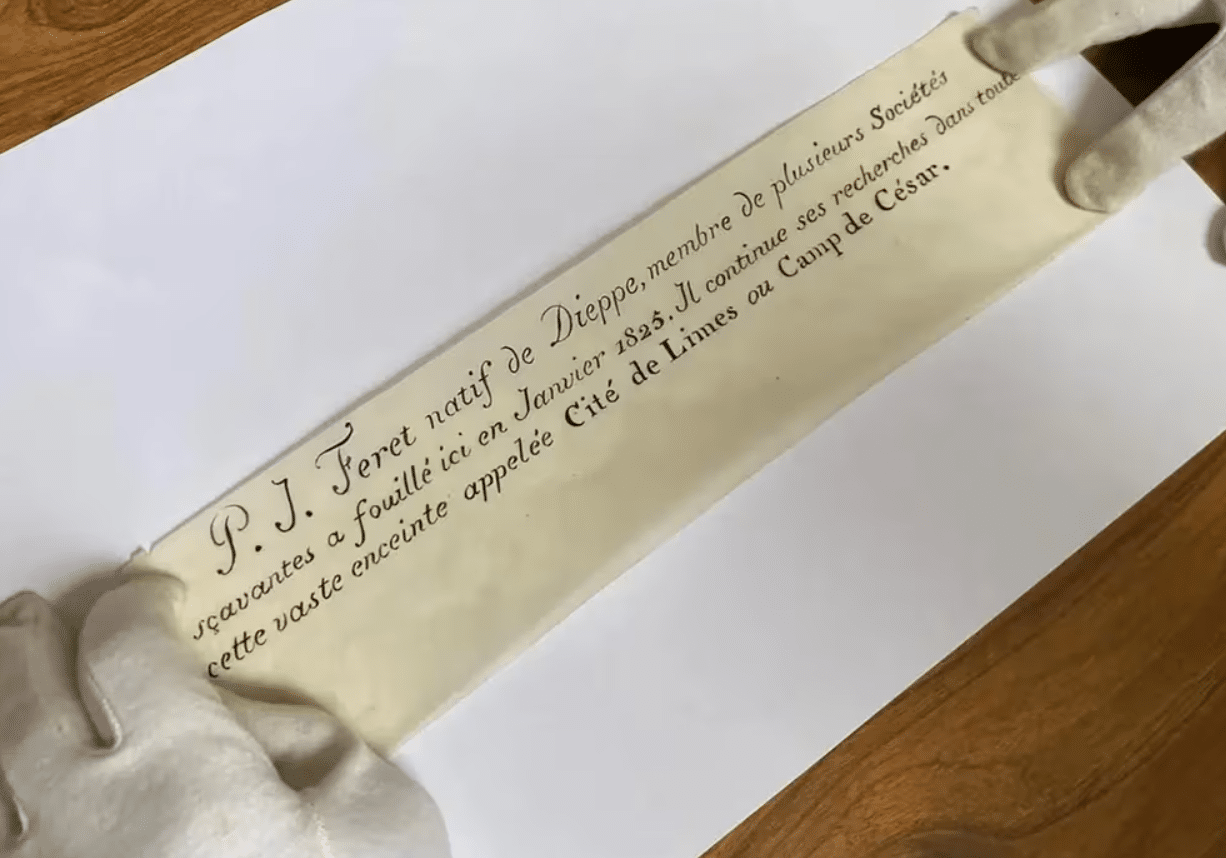 P. J. Feret natif de Dieppe, membre de plusieurs Sociétés
sçavantes a fouillé ici en Janvier 1825. Il continue ses recherches dans toute
cette vaste enceinte appelée Cité de Limes ou Camp de César.